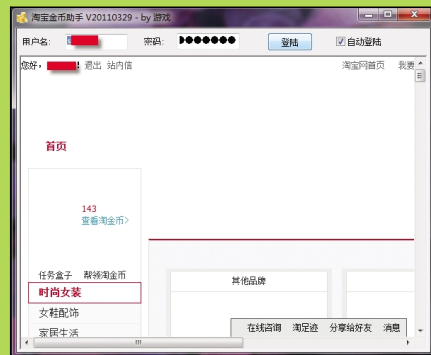 淘宝金币助手 V20110329 - by 游戏
用户名: 密码: ●●●●●●● 登陆 自动登陆
您好, ! 退出 站内信 淘宝网首页 我要
首页
143
查看淘金币>
任务盒子 帮领淘金币
时尚女装
女鞋配饰
家居生活
其他品牌
在线咨询 淘足迹 分享给好友 消息